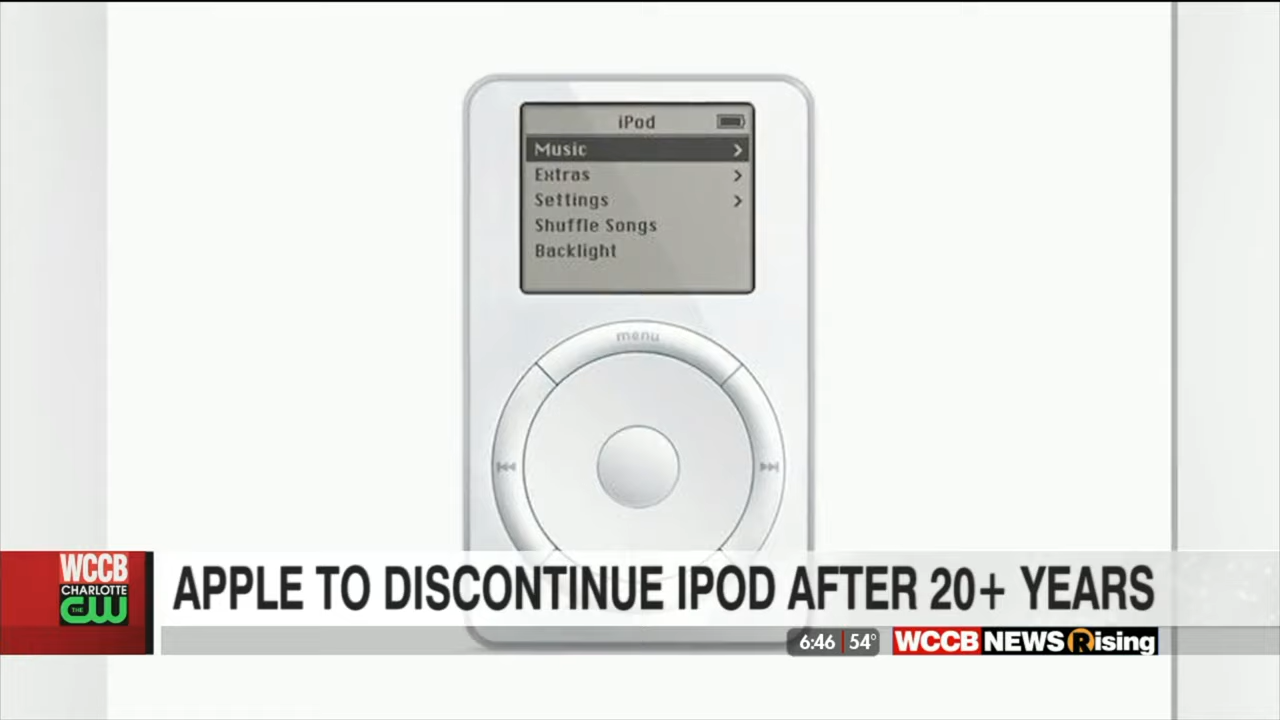 iPod
Music
Extras
Settings
Shuffle Songs
Backlight
menu
WCCB
CHARLOTTE
THE CW
APPLE TO DISCONTINUE IPOD AFTER 20+ YEARS
6:46 54° WCCB NEWS Rising